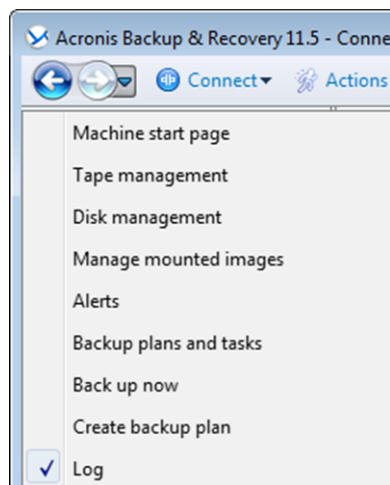 Acronis Backup & Recovery 11.5 - Conne
Connect Actions
Machine start page
Tape management
Disk management
Manage mounted images
Alerts
Backup plans and tasks
Back up now
Create backup plan
Log